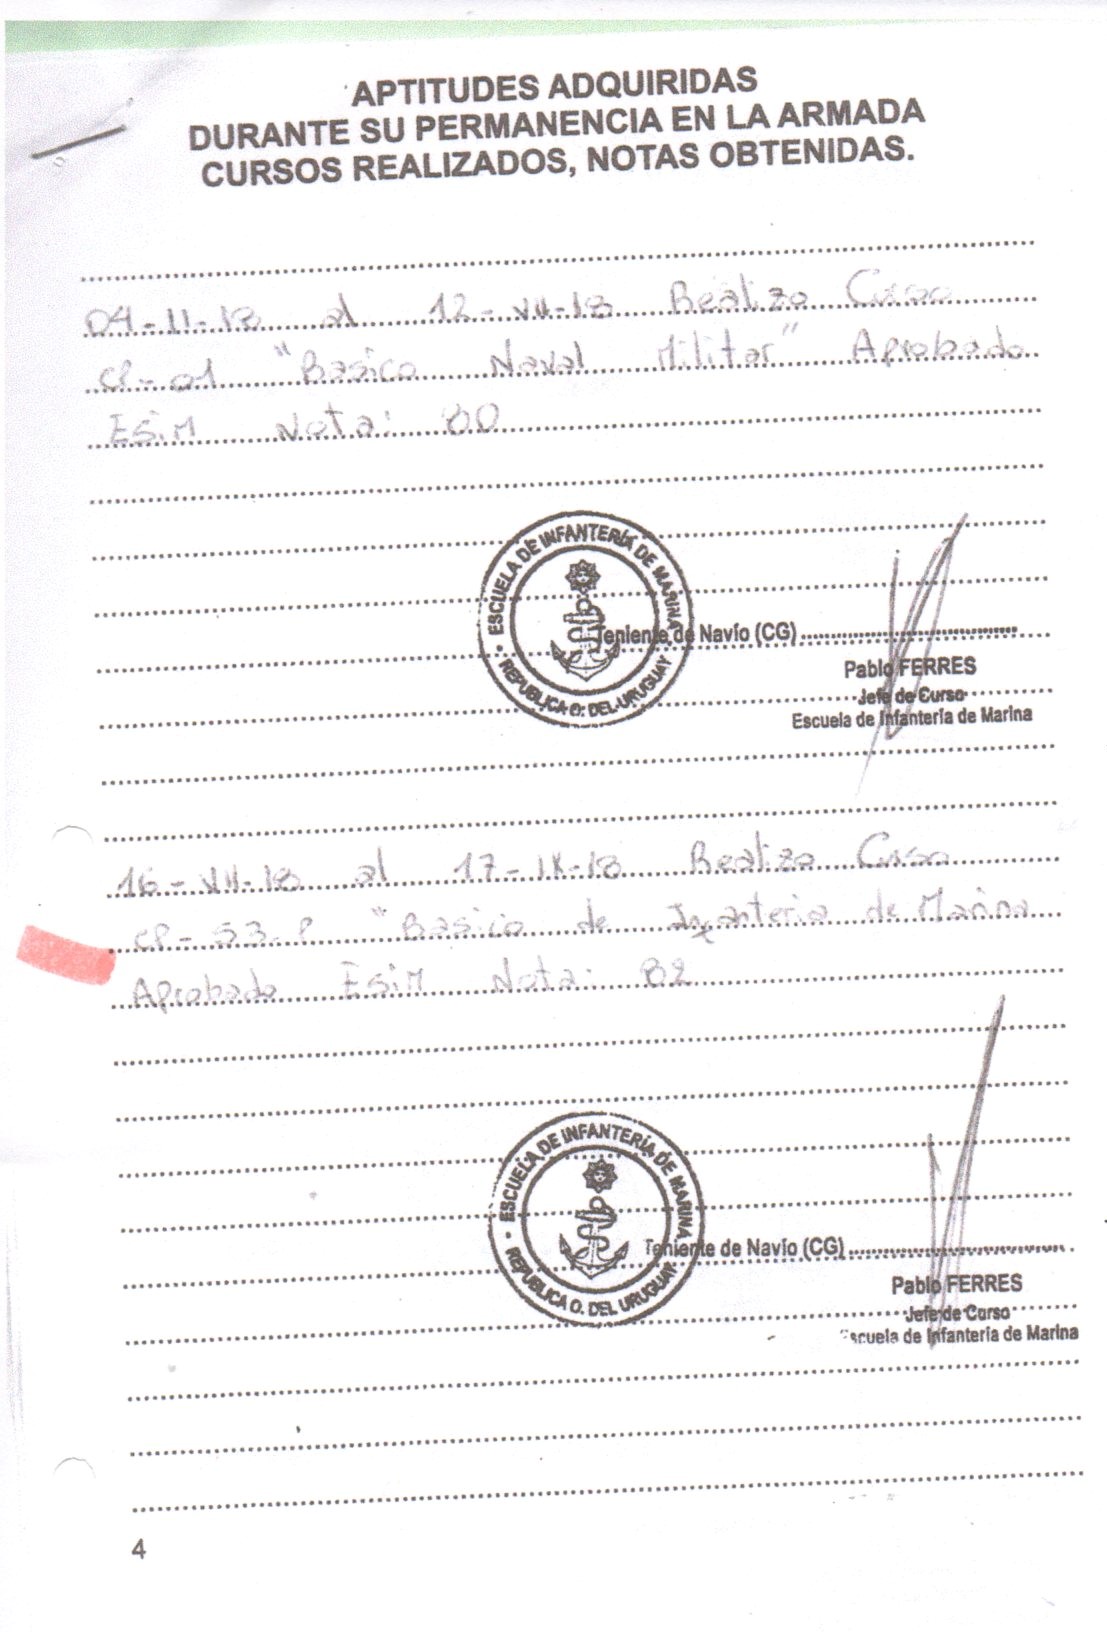 APTITUDES ADQUIRIDAS
DURANTE SU PERMANENCIA EN LA ARMADA
CURSOS REALIZADOS, NOTAS OBTENIDAS.
04-II-18 al 12-VII-18 Realizo Curso
CP-01 "Basico Naval Militar" Aprobado
Esim Nota: 80
ESCUELA DE INFANTERÍA DE MARINA
REPUBLICA O. DEL URUGUAY
Teniente de Navío (CG)
Pablo FERRES
Jefe de Curso
Escuela de Infantería de Marina
16-VII-18 al 17-IX-18 Realizo Curso
CP-53-P "Basico de Infanteria de Marina
Aprobado Esim Nota: 82
ESCUELA DE INFANTERÍA DE MARINA
REPUBLICA O. DEL URUGUAY
Teniente de Navío (CG)
Pablo FERRES
Jefe de Curso
Escuela de Infantería de Marina
4